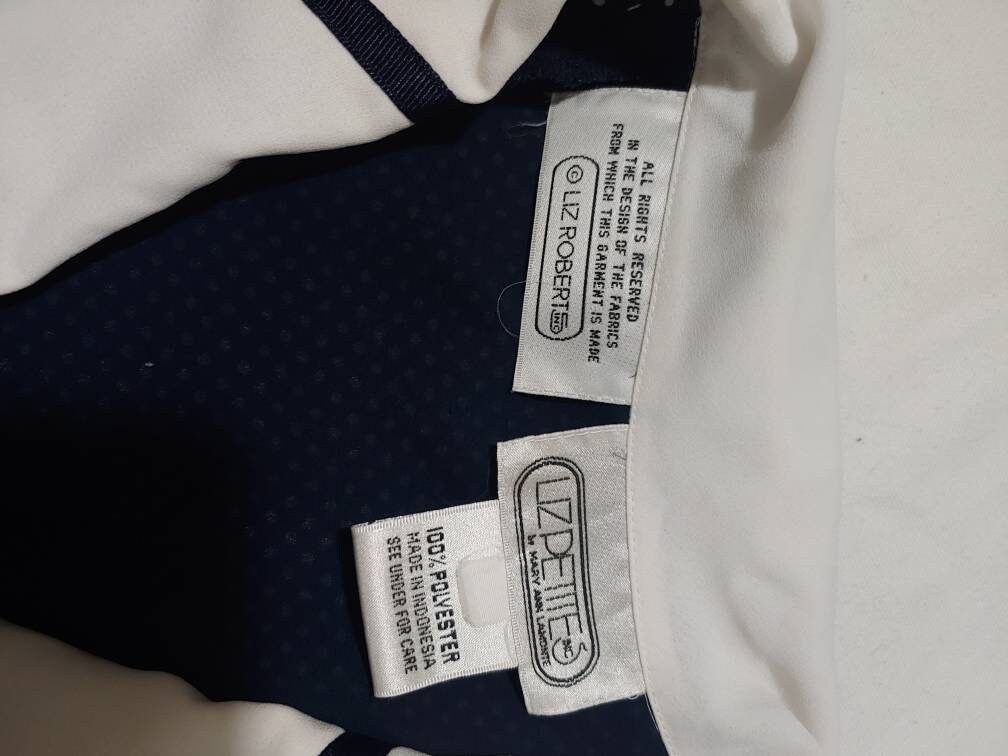 ALL RIGHTS RESERVED
IN THE DESIGN OF THE FABRICS
FROM WHICH THIS GARMENT IS MADE
© LIZ ROBERTS INC
LIZ PETITES INC
by MARY ANN LAMONTE
100% POLYESTER
MADE IN INDONESIA
SEE UNDER FOR CARE